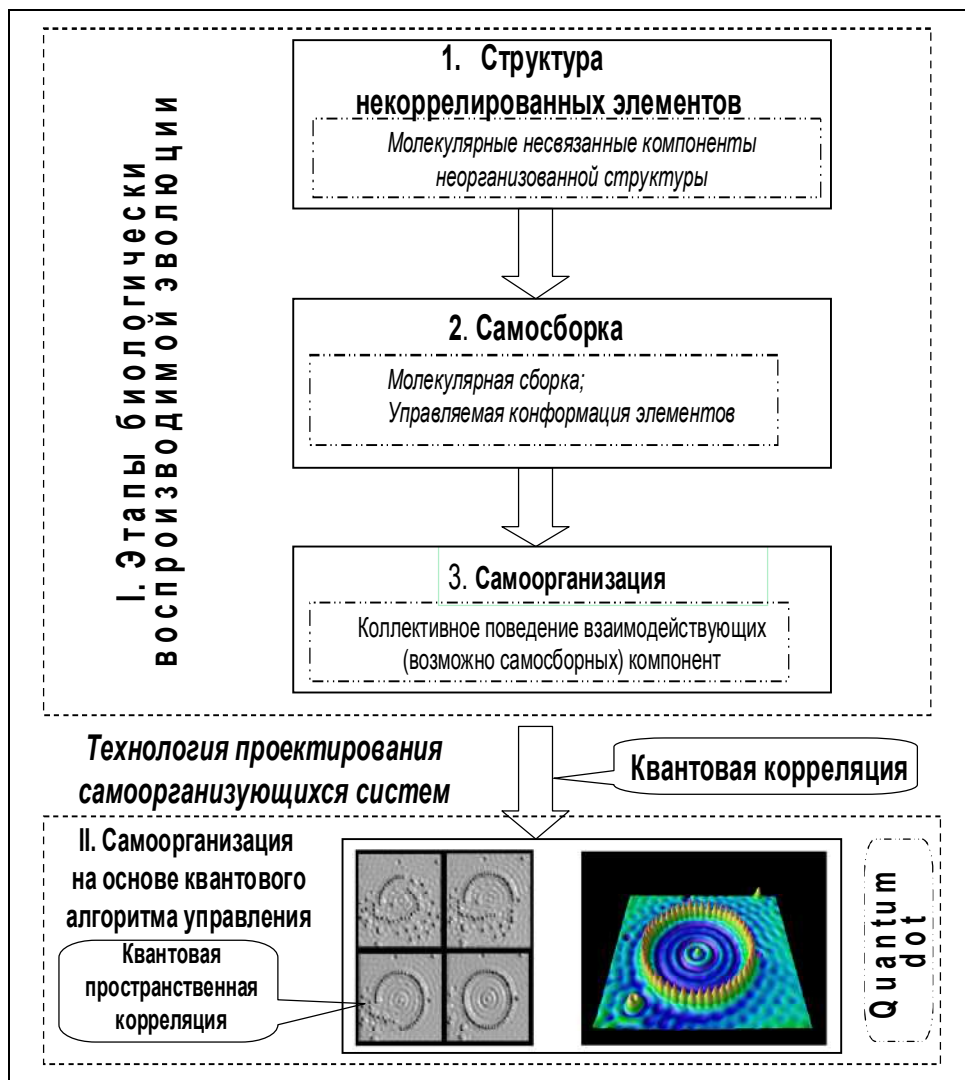 I. Этапы биологически
воспроизводимой эволюции
1. Структура
некоррелированных элементов
Молекулярные несвязанные компоненты
неорганизованной структуры
2. Самосборка
Молекулярная сборка;
Управляемая конформация элементов
3. Самоорганизация
Коллективное поведение взаимодействующих
(возможно самосборных) компонент
Технология проектирования
самоорганизующихся систем
Квантовая корреляция
II. Самоорганизация
на основе квантового
алгоритма управления
Квантовая
пространственная
корреляция
Quantum
dot